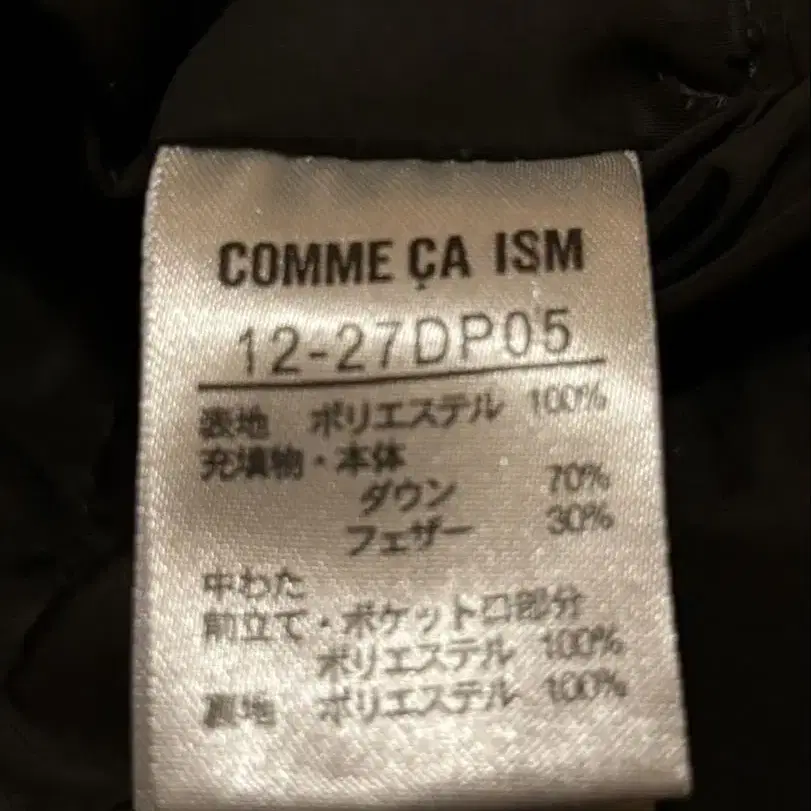 COMME ÇA ISM
12-27DP05
表地 ポリエステル 100%
充填物・本体
ダウン 70%
フェザー 30%
中わた
前立て・ポケット口部分
ポリエステル 100%
裏地 ポリエステル 100%